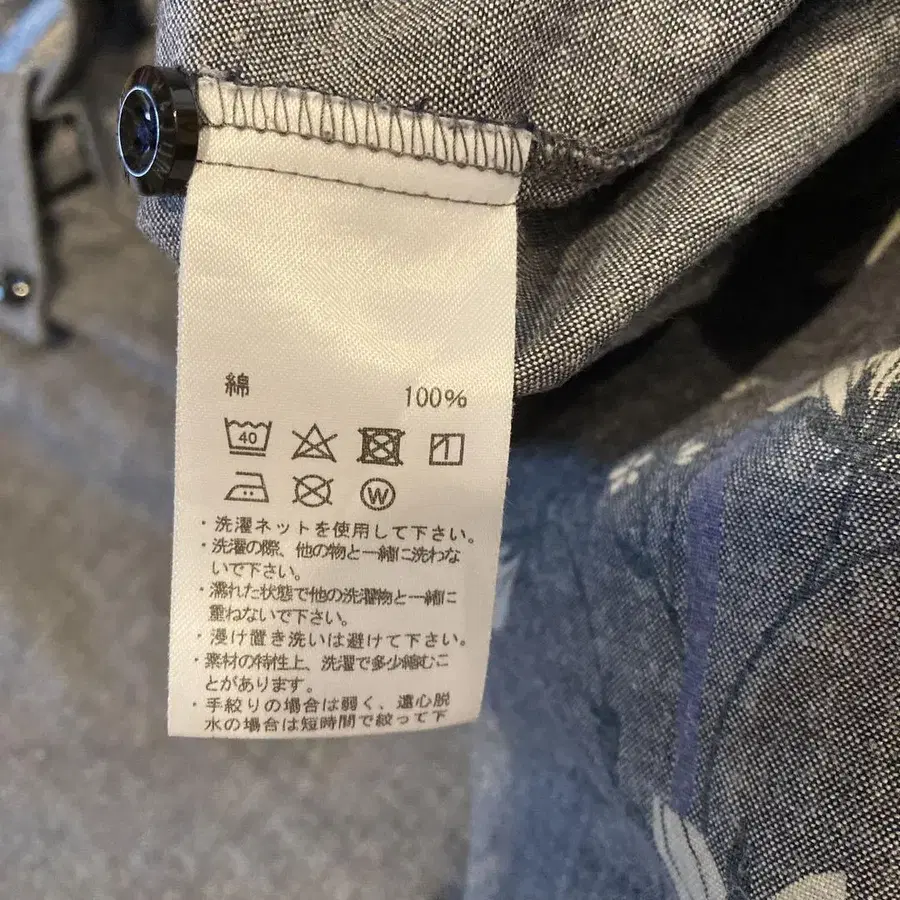 綿 100%
40
W
・洗濯ネットを使用して下さい。
・洗濯の際、他の物と一緒に洗わな
いで下さい。
・濡れた状態で他の洗濯物と一緒に
重ねないで下さい。
・浸け置き洗いは避けて下さい。
・素材の特性上、洗濯で多少縮むこ
とがあります。
・手絞りの場合は弱く、遠心脱
水の場合は短時間で絞って下